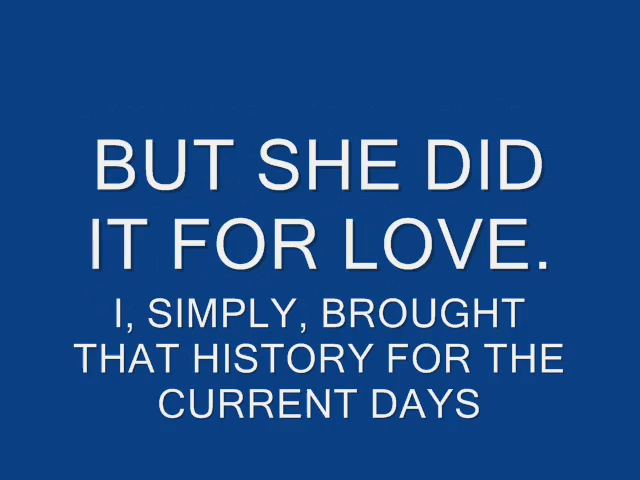 BUT SHE DID
IT FOR LOVE.
I, SIMPLY, BROUGHT
THAT HISTORY FOR THE
CURRENT DAYS